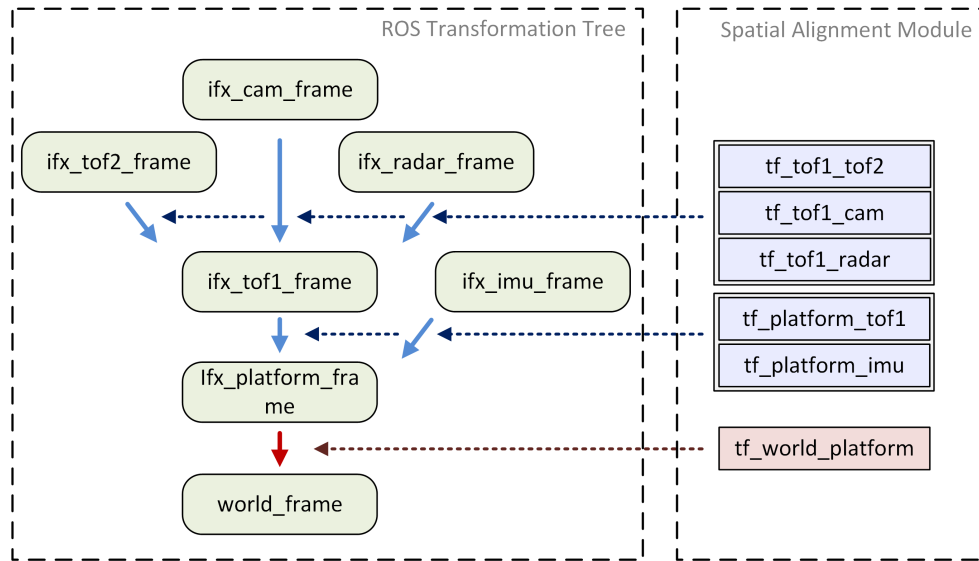 ROS Transformation Tree
ifx_cam_frame
ifx_tof2_frame
ifx_radar_frame
ifx_tof1_frame
ifx_imu_frame
Ifx_platform_fra
me
world_frame
Spatial Alignment Module
tf_tof1_tof2
tf_tof1_cam
tf_tof1_radar
tf_platform_tof1
tf_platform_imu
tf_world_platform